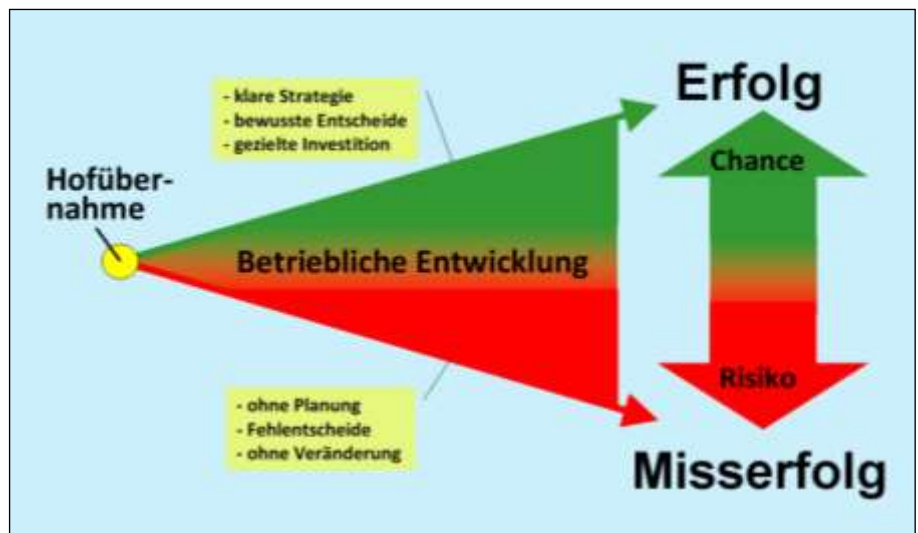 - klare Strategie
- bewusste Entscheide
- gezielte Investition
Erfolg
Chance
Hofüber-
nahme
Betriebliche Entwicklung
Risiko
- ohne Planung
- Fehlentscheide
- ohne Veränderung
Misserfolg